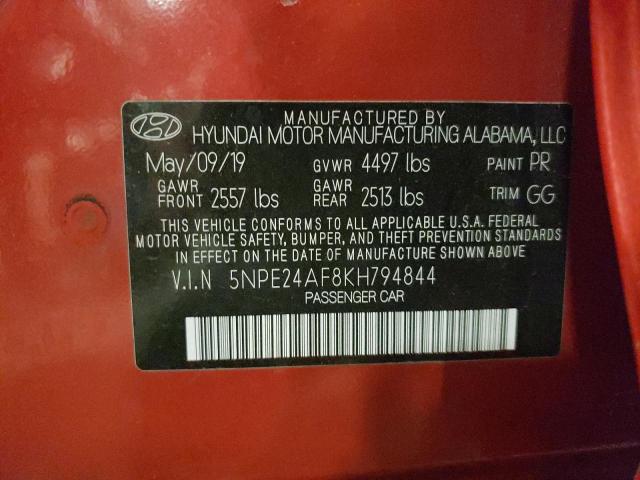 MANUFACTURED BY
HYUNDAI MOTOR MANUFACTURING ALABAMA, LLC
May/09/19 GVWR 4497 lbs PAINT PR
GAWR FRONT 2557 lbs GAWR REAR 2513 lbs TRIM GG
THIS VEHICLE CONFORMS TO ALL APPLICABLE U.S.A. FEDERAL
MOTOR VEHICLE SAFETY, BUMPER, AND THEFT PREVENTION STANDARDS
IN EFFECT ON THE DATE OF MANUFACTURE SHOWN ABOVE
V.I.N 5NPE24AF8KH794844
PASSENGER CAR